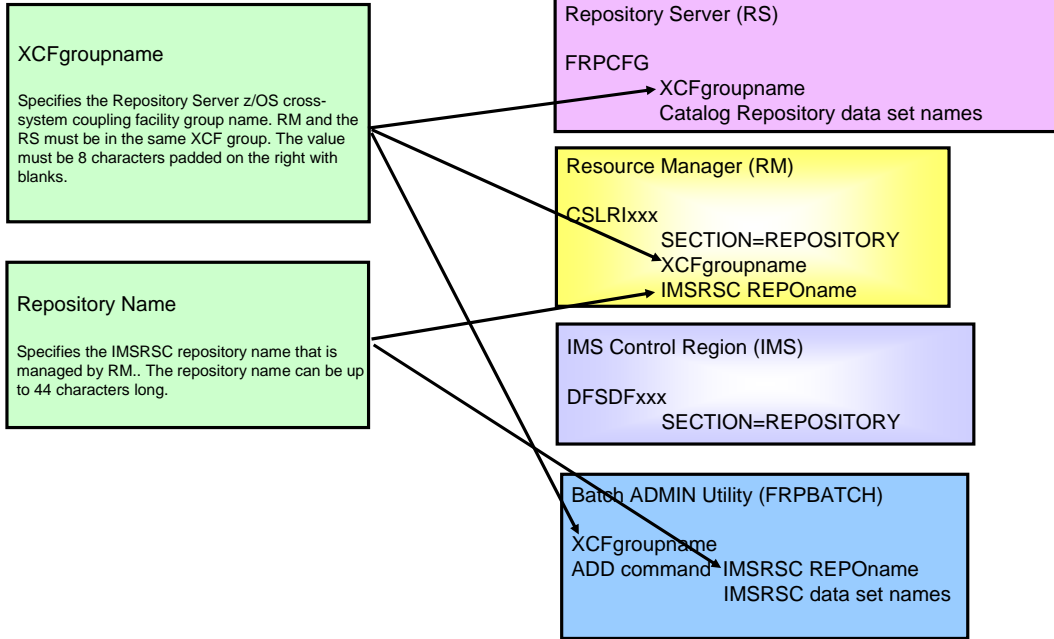 XCFgroupname
Specifies the Repository Server z/OS cross-
system coupling facility group name. RM and the
RS must be in the same XCF group. The value
must be 8 characters padded on the right with
blanks.
Repository Name
Specifies the IMSRSC repository name that is
managed by RM.. The repository name can be up
to 44 characters long.
Repository Server (RS)
FRPCFG
XCFgroupname
Catalog Repository data set names
Resource Manager (RM)
CSLRIxxx
SECTION=REPOSITORY
XCFgroupname
IMSRSC REPOname
IMS Control Region (IMS)
DFSDFxxx
SECTION=REPOSITORY
Batch ADMIN Utility (FRPBATCH)
XCFgroupname
ADD command IMSRSC REPOname
IMSRSC data set names